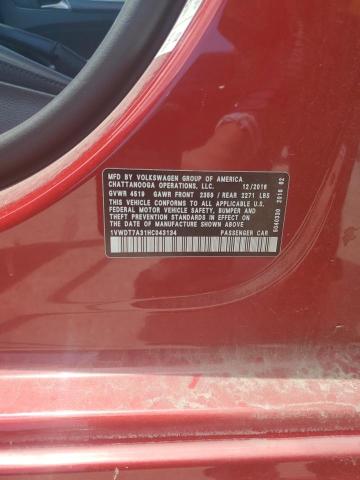 MFD BY VOLKSWAGEN GROUP OF AMERICA
CHATTANOOGA OPERATIONS, LLC. 12/2016
GVWR 4519 GAWR FRONT 2359 / REAR 2271 LBS
THIS VEHICLE CONFORMS TO ALL APPLICABLE U.S.
FEDERAL MOTOR VEHICLE SAFETY, BUMPER AND
THEFT PREVENTION STANDARDS IN EFFECT ON
THE DATE OF MANUFACTURE SHOWN ABOVE.
1VWDT7A31HC043134 PASSENGER CAR